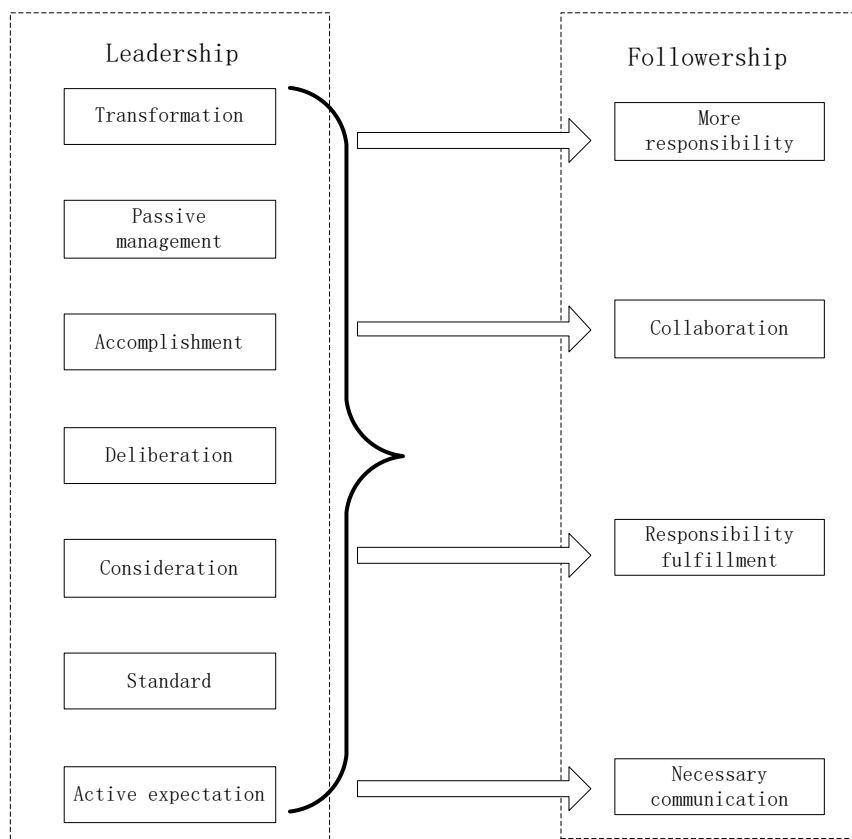 Leadership
Transformation
Passive
management
Accomplishment
Deliberation
Consideration
Standard
Active expectation
Followership
More
responsibility
Collaboration
Responsibility
fulfillment
Necessary
communication